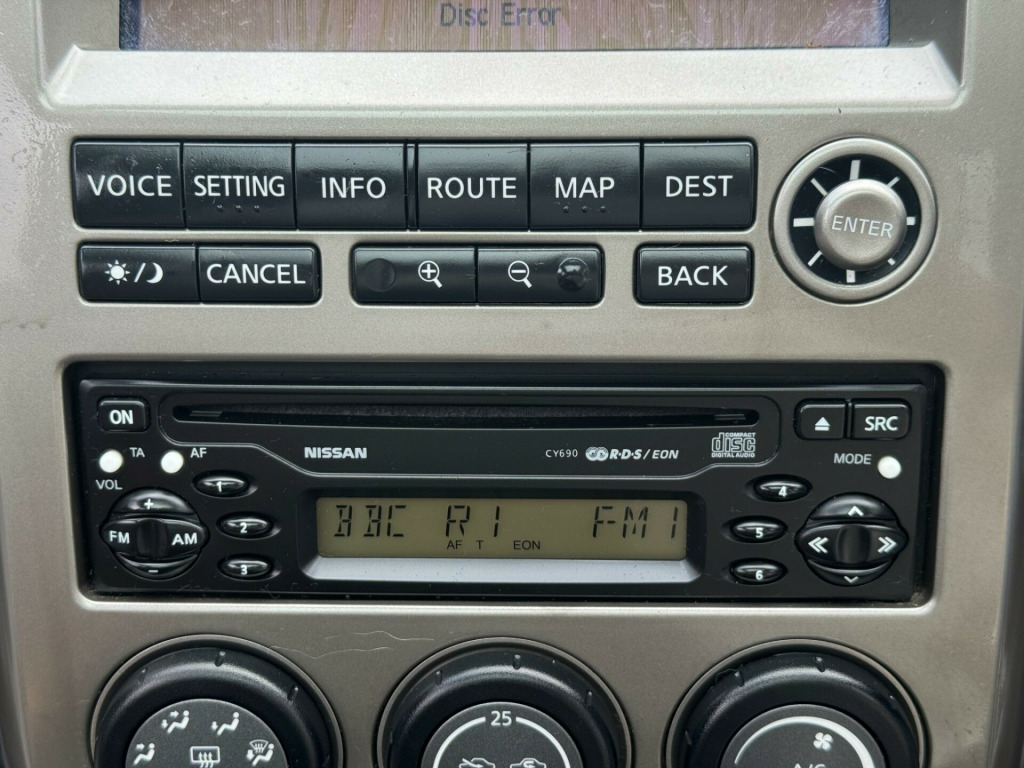 Disc Error
VOICE SETTING INFO ROUTE MAP DEST
ENTER
CANCEL BACK
ON
SRC
TA AF
NISSAN CY690 R·D·S/EON
COMPACT
disc
DIGITAL AUDIO
MODE
VOL
1 4
BBC R1 FM1
2 5
AF T EON
FM AM
3 6
25
A/C